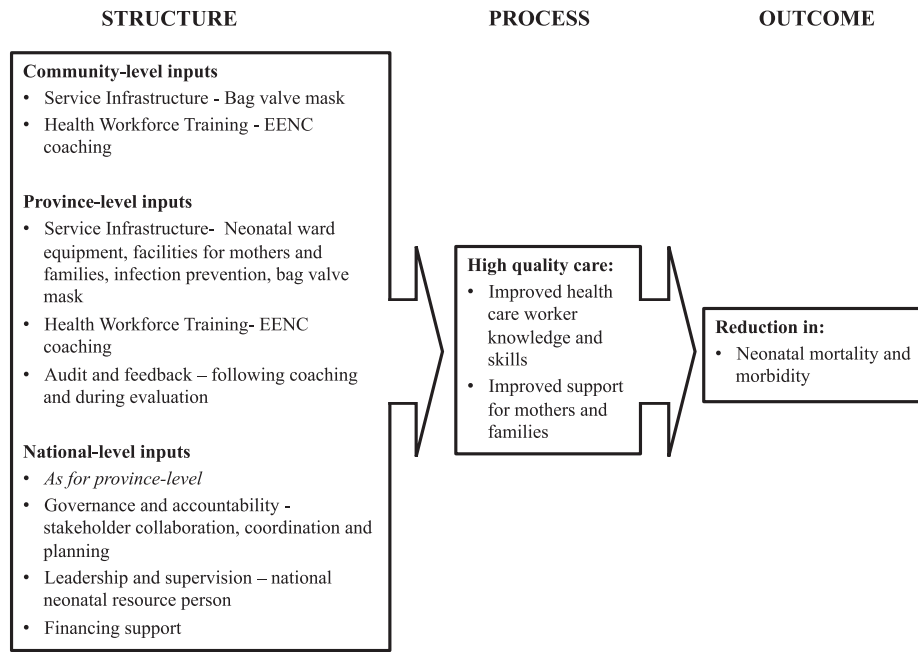 STRUCTURE
PROCESS
OUTCOME
Community-level inputs
• Service Infrastructure - Bag valve mask
• Health Workforce Training - EENC
coaching
Province-level inputs
• Service Infrastructure- Neonatal ward
equipment, facilities for mothers and
families, infection prevention, bag valve
mask
• Health Workforce Training- EENC
coaching
• Audit and feedback – following coaching
and during evaluation
National-level inputs
• As for province-level
• Governance and accountability -
stakeholder collaboration, coordination and
planning
• Leadership and supervision – national
neonatal resource person
• Financing support
High quality care:
• Improved health
care worker
knowledge and
skills
• Improved support
for mothers and
families
Reduction in:
• Neonatal mortality and
morbidity